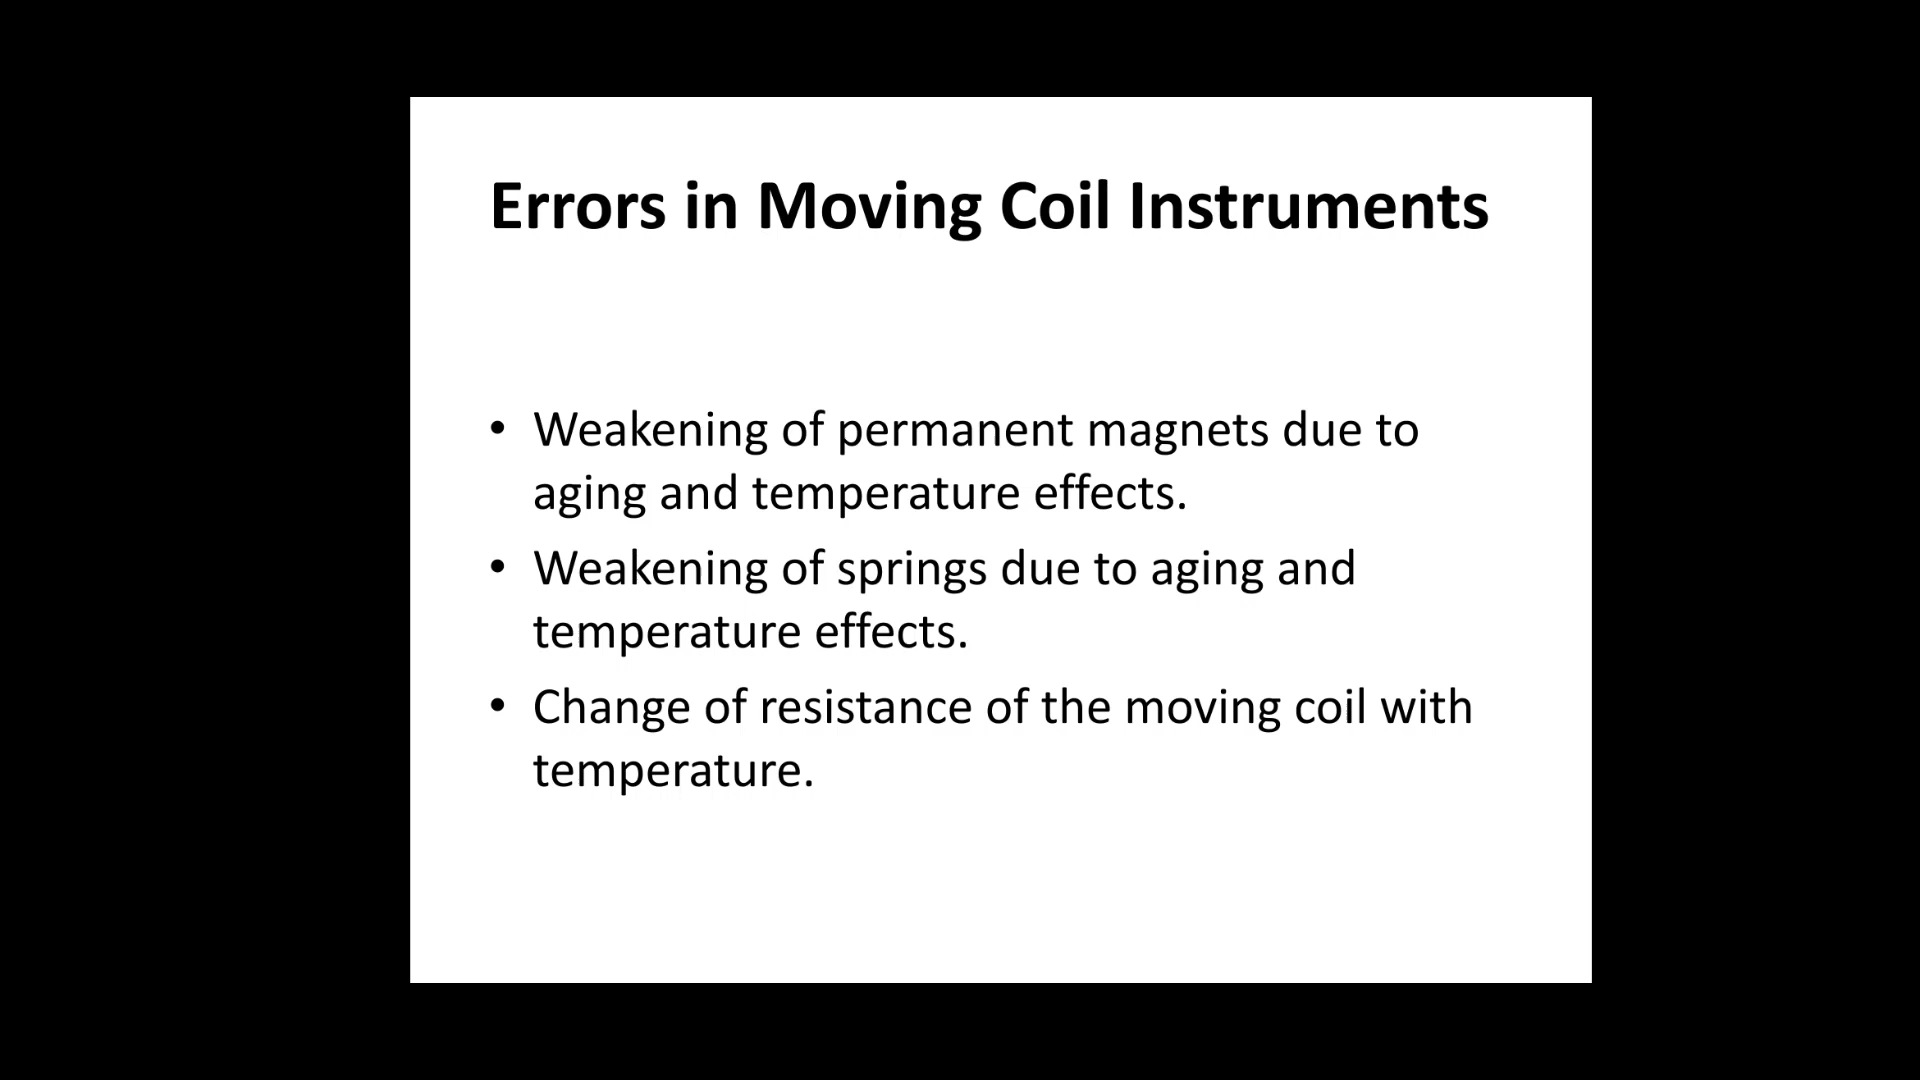 Errors in Moving Coil Instruments
• Weakening of permanent magnets due to
aging and temperature effects.
• Weakening of springs due to aging and
temperature effects.
• Change of resistance of the moving coil with
temperature.